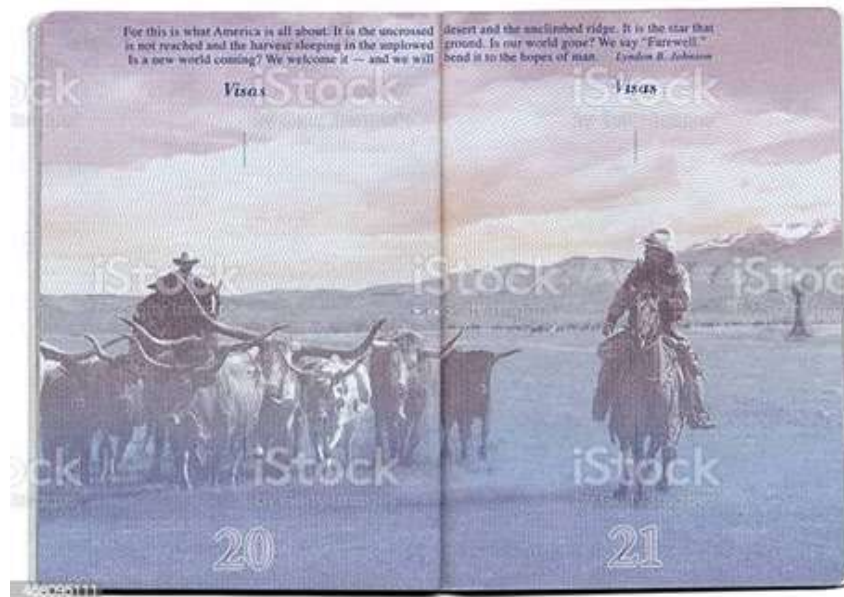 For this is what America is all about. It is the uncrossed desert and the unclimbed ridge. It is the star that
is not reached and the harvest sleeping in the unplowed ground. Is our world gone? We say "Farewell."
Is a new world coming? We welcome it — and we will bend it to the hopes of man. Lyndon B. Johnson
Visas Visas
iStock
iStock
iStock
iStock
iStock
iStock
iStock
iStock
20 21
468095111